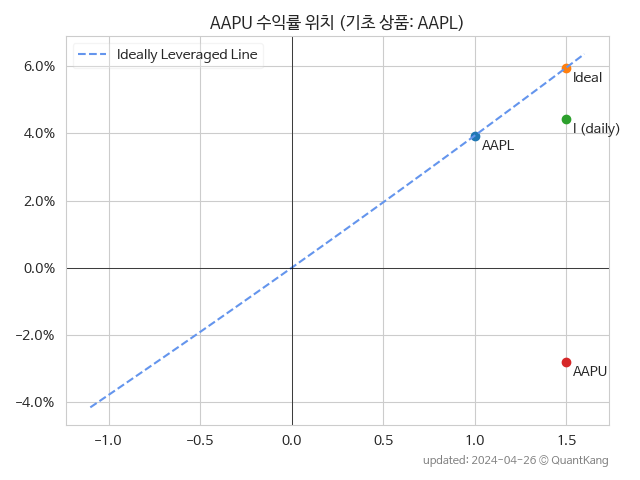 AAPU 수익률 위치 (기초 상품: AAPL)
Ideally Leveraged Line
6.0%
4.0%
2.0%
0.0%
−2.0%
−4.0%
Ideal
I (daily)
AAPL
AAPU
−1.0
−0.5
0.0
0.5
1.0
1.5
updated: 2024-04-26 © QuantKang